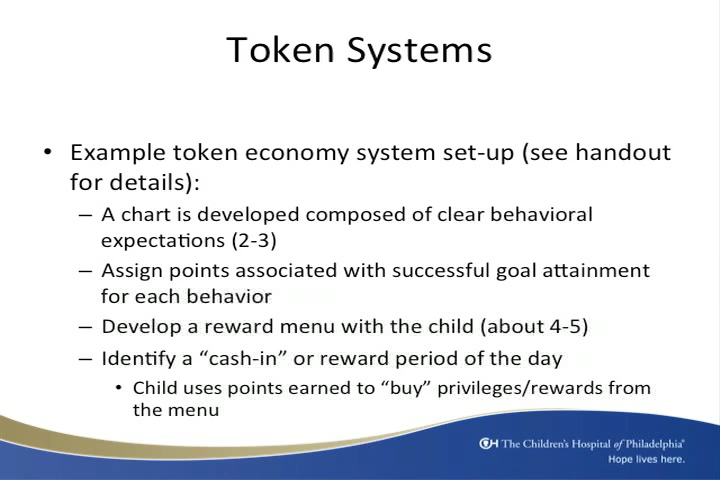 Token Systems
• Example token economy system set-up (see handout
for details):
– A chart is developed composed of clear behavioral
expectations (2-3)
– Assign points associated with successful goal attainment
for each behavior
– Develop a reward menu with the child (about 4-5)
– Identify a “cash-in” or reward period of the day
• Child uses points earned to “buy” privileges/rewards from
the menu
The Children's Hospital of Philadelphia®
Hope lives here.